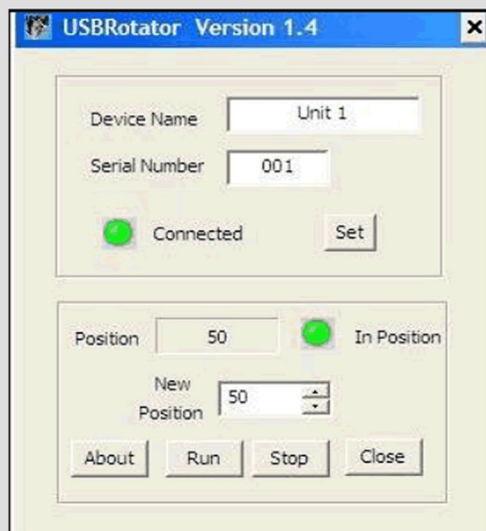 USBRotator Version 1.4
Device Name Unit 1
Serial Number 001
Connected Set
Position 50 In Position
New
Position 50
About Run Stop Close